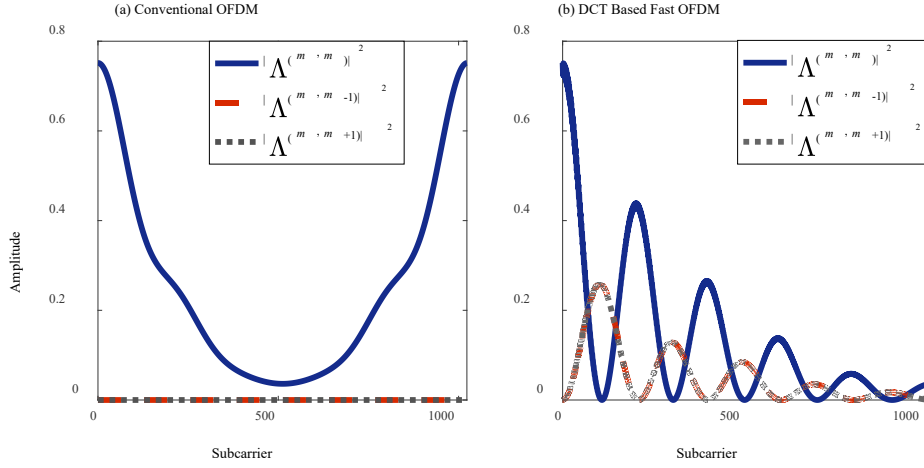 (a) Conventional OFDM
(b) DCT Based Fast OFDM
0.8
0.6
0.4
0.2
0
Amplitude
| Λ(m , m )| 2
| Λ(m , m -1)| 2
| Λ(m , m +1)| 2
0 500 1000
Subcarrier
0.8
0.6
0.4
0.2
0
| Λ(m , m )| 2
| Λ(m , m -1)| 2
| Λ(m , m +1)| 2
0 500 1000
Subcarrier